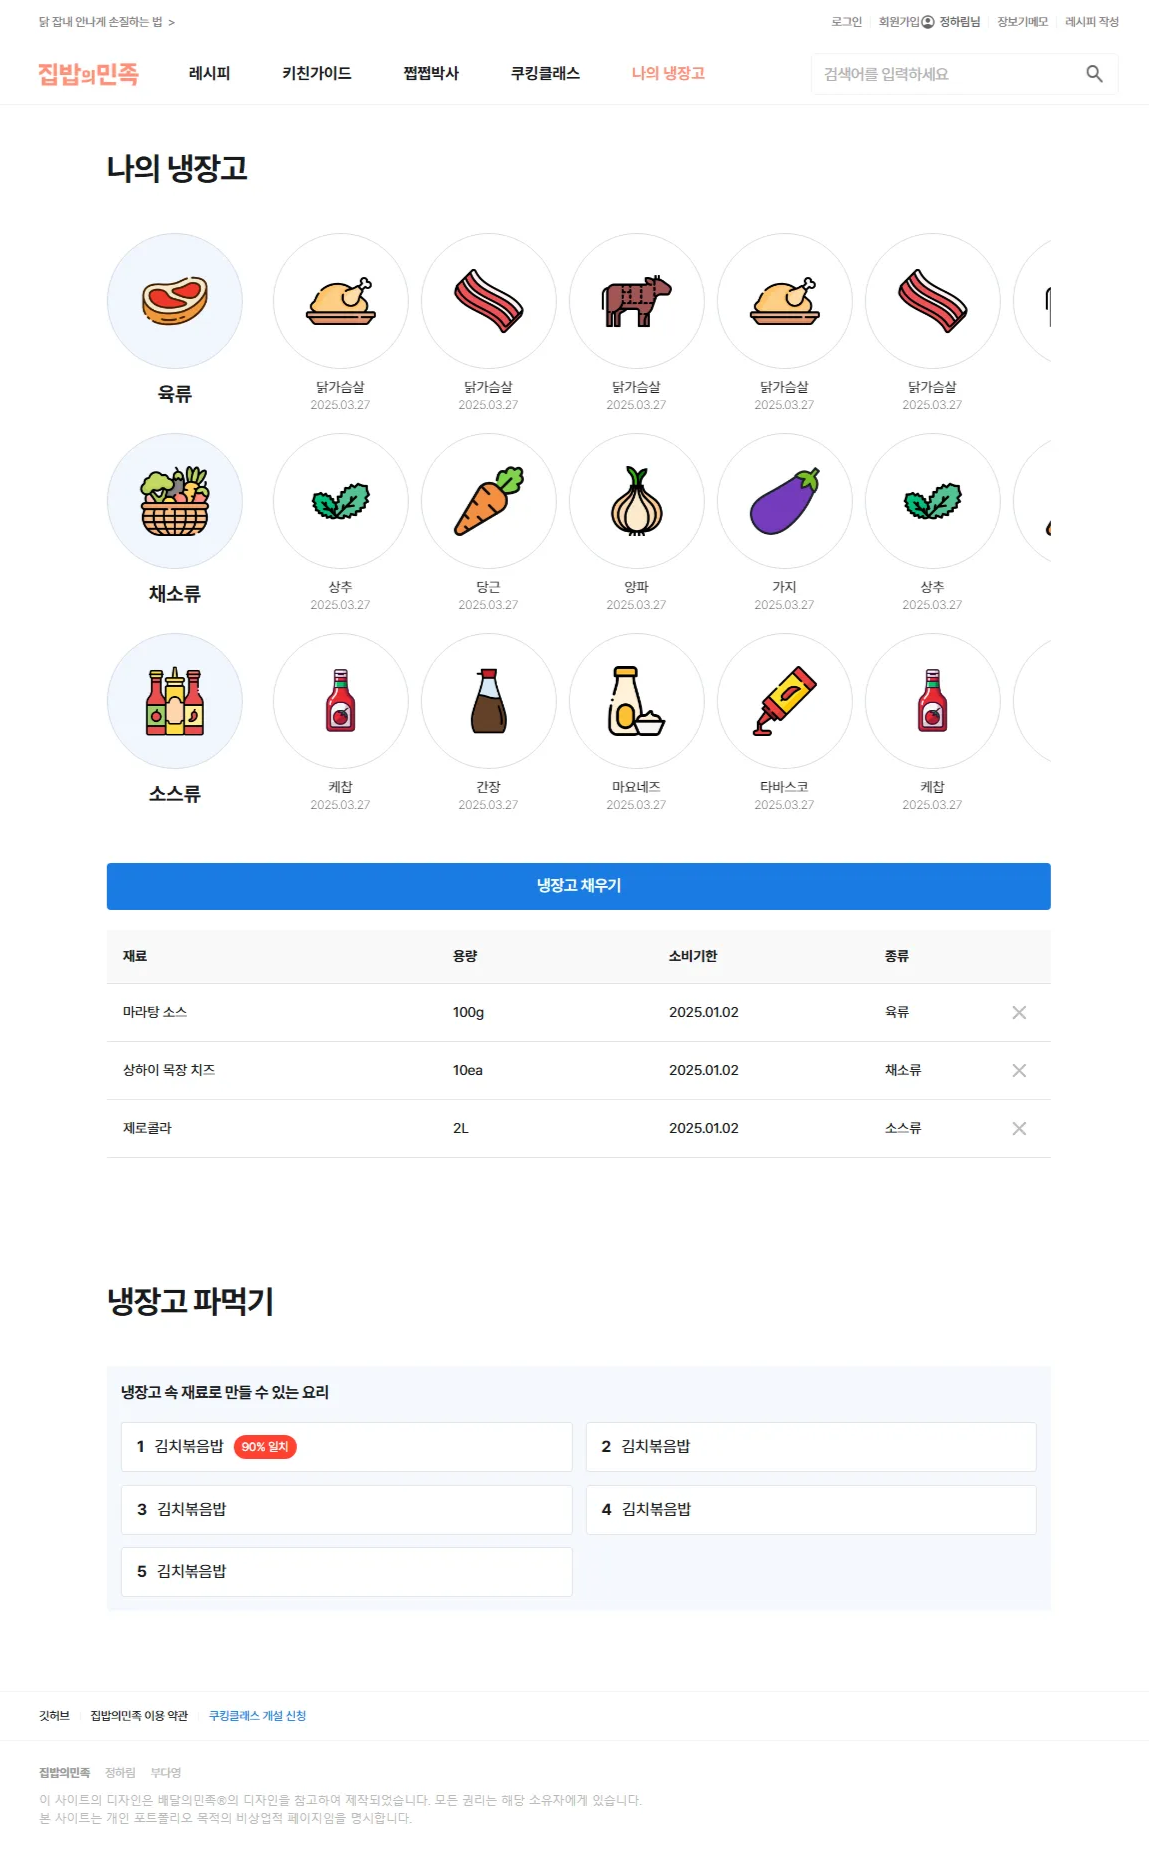 닭 잡내 안나게 손질하는 법 >
로그인 회원가입 정하림님 장보기메모 레시피 작성
집밥의민족 레시피 키친가이드 쩝쩝박사 쿠킹클래스 나의 냉장고 검색어를 입력하세요
나의 냉장고
육류 닭가슴살 닭가슴살 닭가슴살 닭가슴살 닭가슴살
2025.03.27 2025.03.27 2025.03.27 2025.03.27 2025.03.27
채소류 상추 당근 양파 가지 상추
2025.03.27 2025.03.27 2025.03.27 2025.03.27 2025.03.27
소스류 케찹 간장 마요네즈 타바스코 케찹
2025.03.27 2025.03.27 2025.03.27 2025.03.27 2025.03.27
냉장고 채우기
재료 용량 소비기한 종류
마라탕 소스 100g 2025.01.02 육류
상하이 목장 치즈 10ea 2025.01.02 채소류
제로콜라 2L 2025.01.02 소스류
냉장고 파먹기
냉장고 속 재료로 만들 수 있는 요리
1 김치볶음밥 90% 일치
2 김치볶음밥
3 김치볶음밥
4 김치볶음밥
5 김치볶음밥
깃허브 집밥의민족 이용 약관 쿠킹클래스 개설 신청
집밥의민족 정하림 부다영
이 사이트의 디자인은 배달의민족®의 디자인을 참고하여 제작되었습니다. 모든 권리는 해당 소유자에게 있습니다.
본 사이트는 개인 포트폴리오 목적의 비상업적 페이지임을 명시합니다.